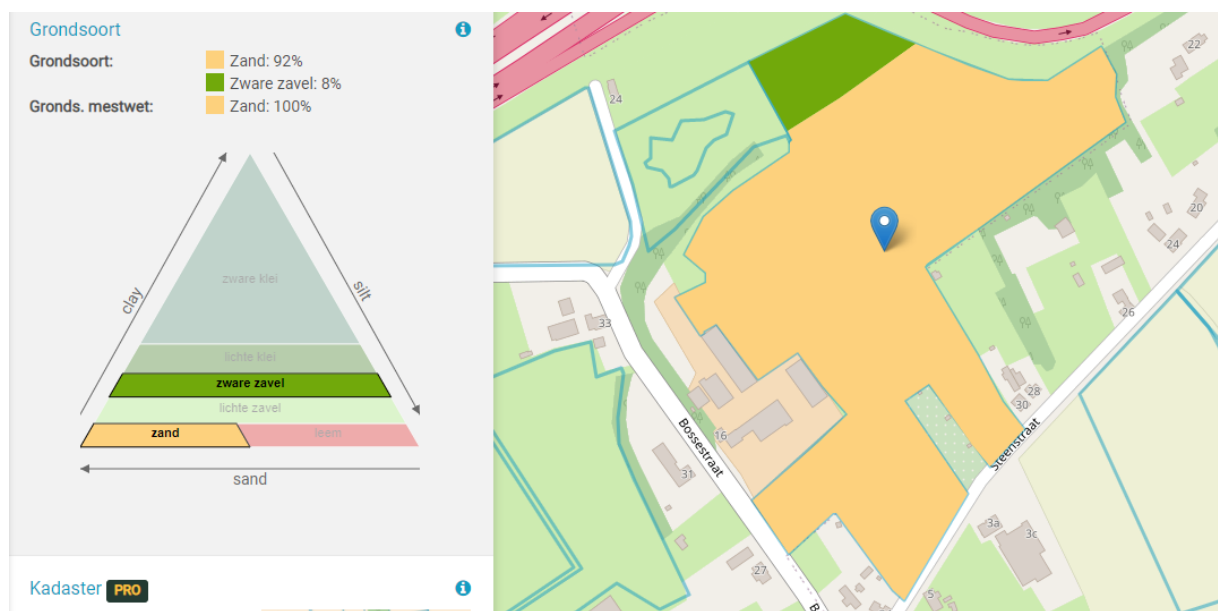 Grondsoort
Grondsoort: Zand: 92%
Zware zavel: 8%
Gronds. mestwet: Zand: 100%
clay
silt
zware klei
lichte klei
zware zavel
lichte zavel
zand
leem
sand
Kadaster PRO
24
22
20
24
33
26
28
30
16
Bossestraat
Steenstraat
31
3a
3c
27
5
B